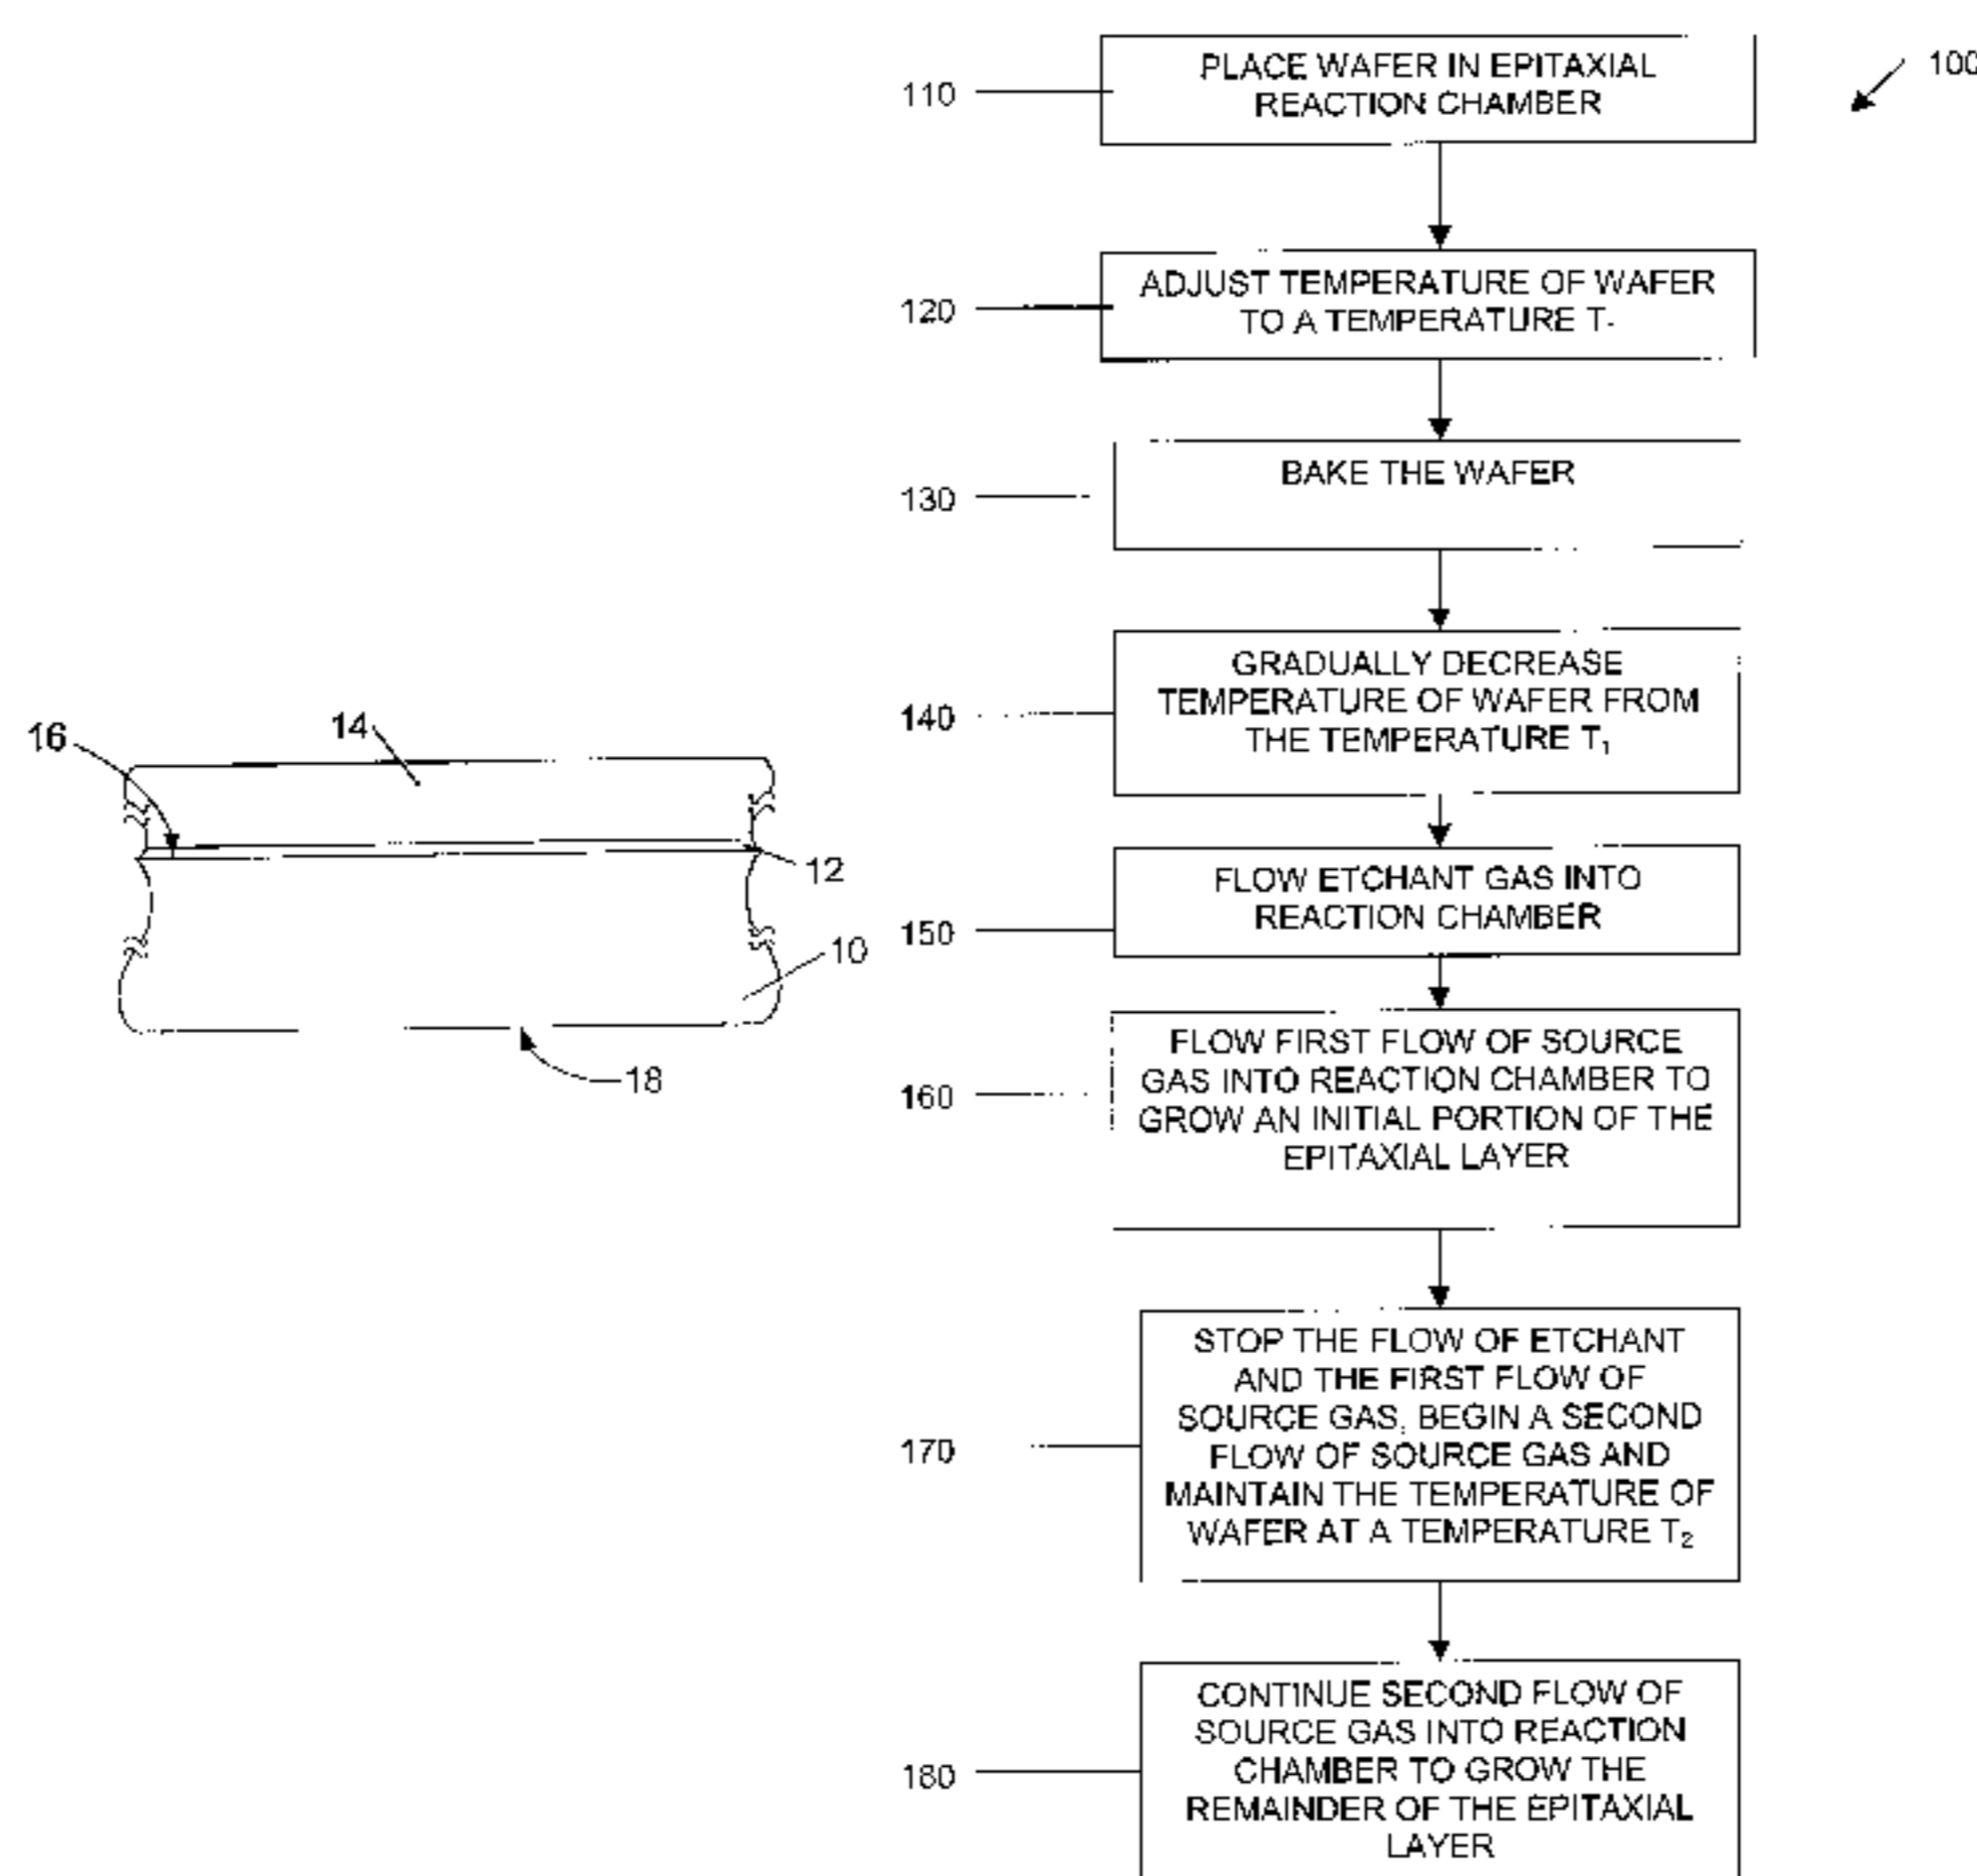 100
110
PLACE WAFER IN EPITAXIAL
REACTION CHAMBER
120
ADJUST TEMPERATURE OF WAFER
TO A TEMPERATURE T-
130
BAKE THE WAFER
140
GRADUALLY DECREASE
TEMPERATURE OF WAFER FROM
THE TEMPERATURE T₁
150
FLOW ETCHANT GAS INTO
REACTION CHAMBER
160
FLOW FIRST FLOW OF SOURCE
GAS INTO REACTION CHAMBER TO
GROW AN INITIAL PORTION OF THE
EPITAXIAL LAYER
170
STOP THE FLOW OF ETCHANT
AND THE FIRST FLOW OF
SOURCE GAS, BEGIN A SECOND
FLOW OF SOURCE GAS AND
MAINTAIN THE TEMPERATURE OF
WAFER AT A TEMPERATURE T₂
180
CONTINUE SECOND FLOW OF
SOURCE GAS INTO REACTION
CHAMBER TO GROW THE
REMAINDER OF THE EPITAXIAL
LAYER
16
14
12
10
18